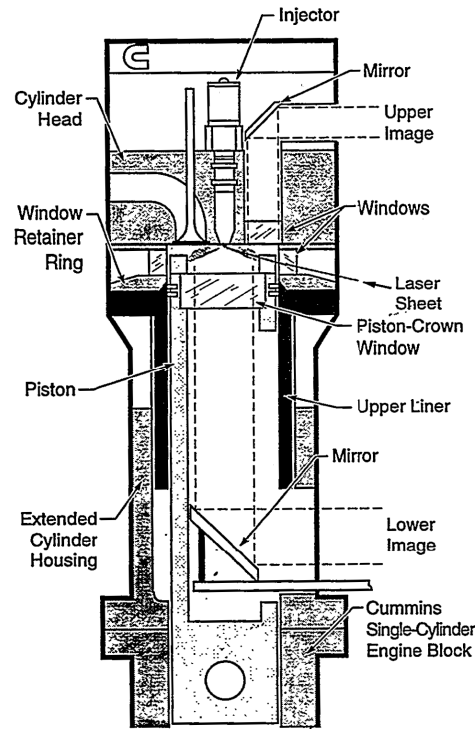 Injector
Mirror
Cylinder
Head
Upper
Image
Window
Retainer
Ring
Windows
Laser
Sheet
Piston-Crown
Window
Piston
Upper Liner
Mirror
Extended
Cylinder
Housing
Lower
Image
Cummins
Single-Cylinder
Engine Block